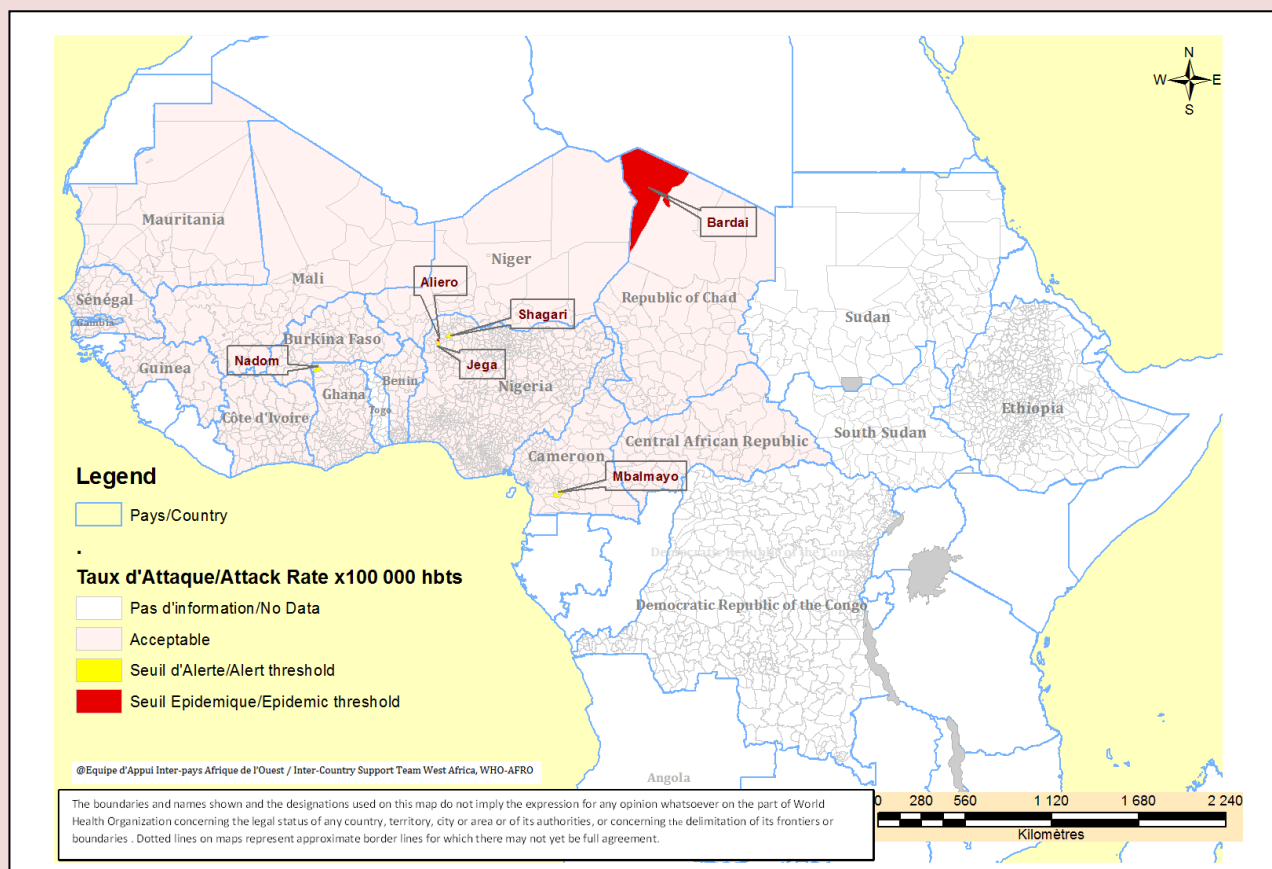 N
W E
S
Bardai
Mauritania
Niger
Mali
Aliero
Republic of Chad
Sénégal
Shagari
Sudan
Gambia
Burkina Faso
Nadom
Jega
Guinea
Benin
Nigeria
Ghana
Ethiopia
Togo
Côte d'Ivoire
South Sudan
Central African Republic
Cameroon
Mbalmayo
Legend
Pays/Country
.
Democratic Republic of the Congo
Taux d'Attaque/Attack Rate x100 000 hbts
Pas d'information/No Data
Democratic Republic of the Congo
Acceptable
Seuil d'Alerte/Alert threshold
Seuil Epidemique/Epidemic threshold
@Equipe d'Appui Inter-pays Afrique de l'Ouest / Inter-Country Support Team West Africa, WHO-AFRO
Angola
The boundaries and names shown and the designations used on this map do not imply the expression for any opinion whatsoever on the part of World
Health Organization concerning the legal status of any country, territory, city or area or of its authorities, or concerning the delimitation of its frontiers or
boundaries . Dotted lines on maps represent approximate border lines for which there may not yet be full agreement.
0 280 560 1 120 1 680 2 240
Kilomètres